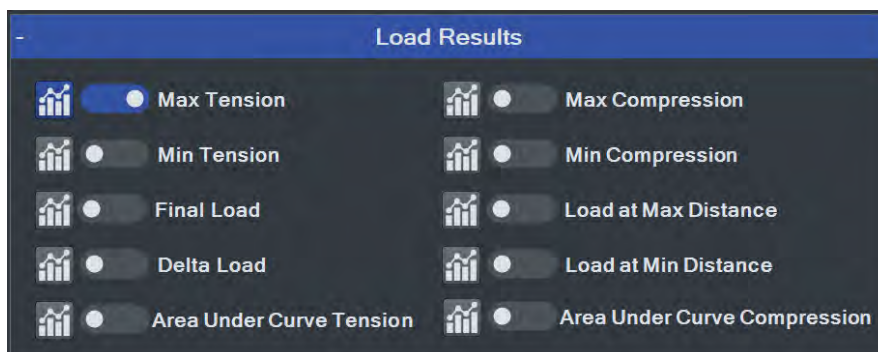 -
Load Results
Max Tension
Max Compression
Min Tension
Min Compression
Final Load
Load at Max Distance
Delta Load
Load at Min Distance
Area Under Curve Tension
Area Under Curve Compression